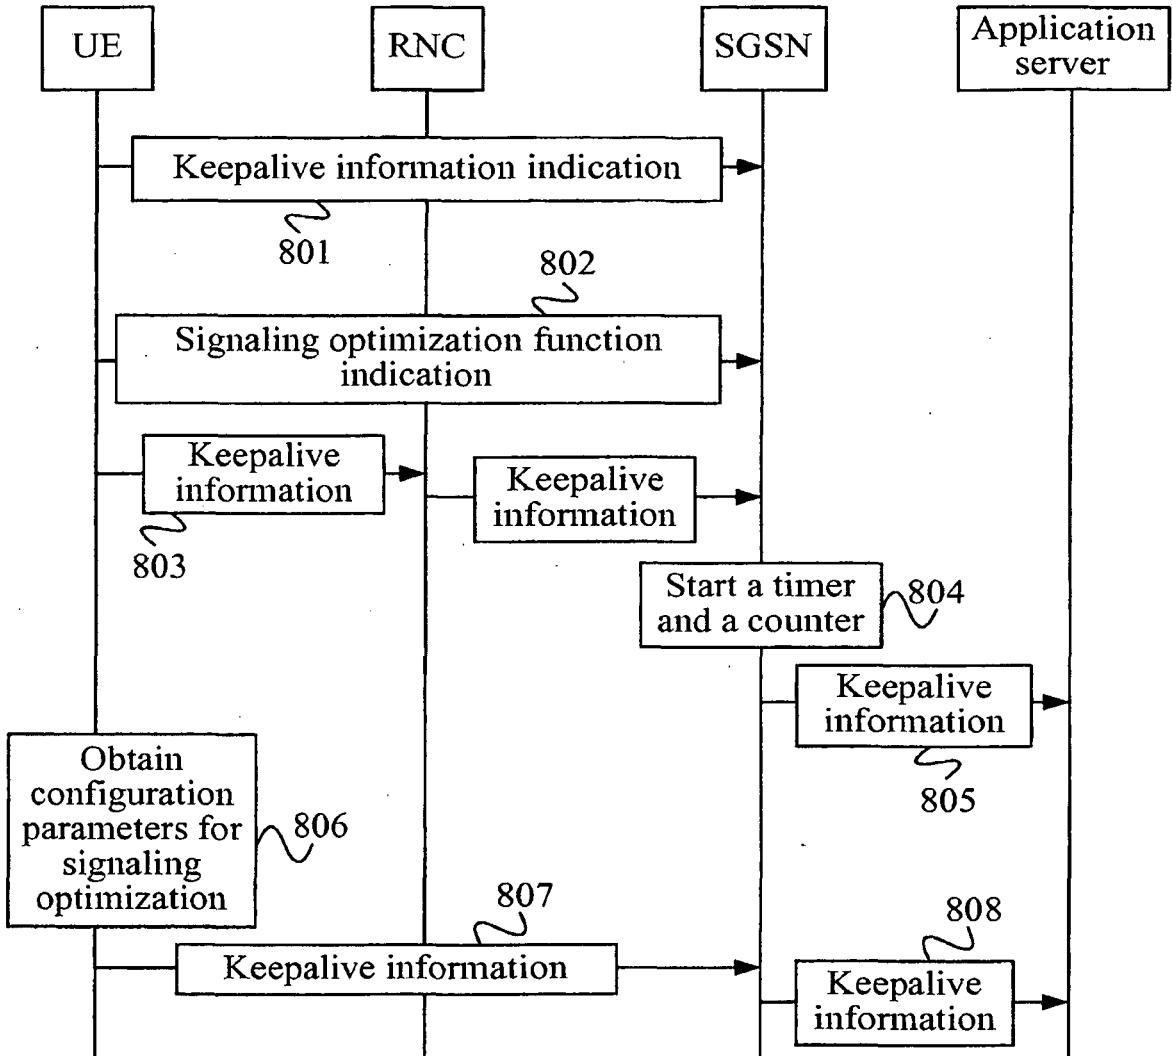 UE
RNC
SGSN
Application
server
Keepalive information indication
801
802
Signaling optimization function
indication
Keepalive
information
803
Keepalive
information
Start a timer
and a counter
804
Keepalive
information
805
Obtain
configuration
parameters for
signaling
optimization
806
807
Keepalive information
808
Keepalive
information